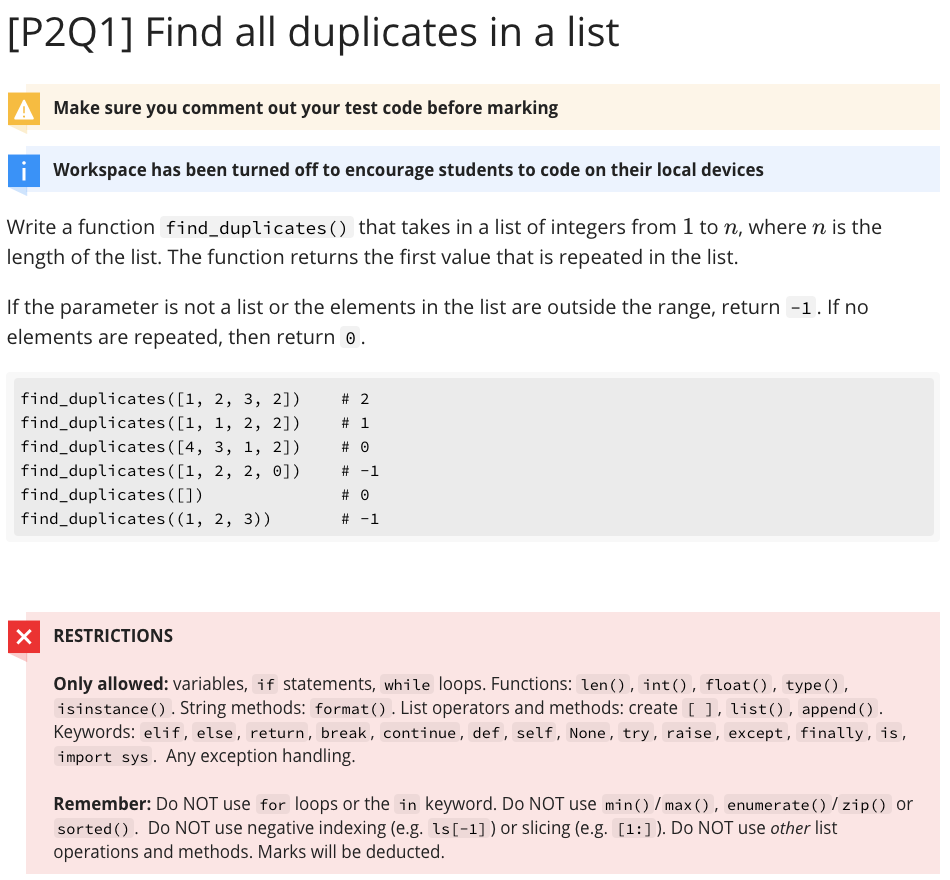 [P2Q1] Find all duplicates in a list
Make sure you comment out your test code before marking
Workspace has been turned off to encourage students to code on their local devices
Write a function find_duplicates() that takes in a list of integers from 1 to n, where n is the
length of the list. The function returns the first value that is repeated in the list.
If the parameter is not a list or the elements in the list are outside the range, return -1. If no
elements are repeated, then return 0.
find_duplicates([1, 2, 3, 2])    # 2
find_duplicates([1, 1, 2, 2])    # 1
find_duplicates([4, 3, 1, 2])    # 0
find_duplicates([1, 2, 2, 0])    # -1
find_duplicates([])              # 0
find_duplicates((1, 2, 3))       # -1
RESTRICTIONS
Only allowed: variables, if statements, while loops. Functions: len(), int(), float(), type(),
isinstance(). String methods: format(). List operators and methods: create [ ], list(), append().
Keywords: elif, else, return, break, continue, def, self, None, try, raise, except, finally, is,
import sys. Any exception handling.
Remember: Do NOT use for loops or the in keyword. Do NOT use min()/max(), enumerate()/zip() or
sorted(). Do NOT use negative indexing (e.g. ls[-1]) or slicing (e.g. [1:]). Do NOT use other list
operations and methods. Marks will be deducted.